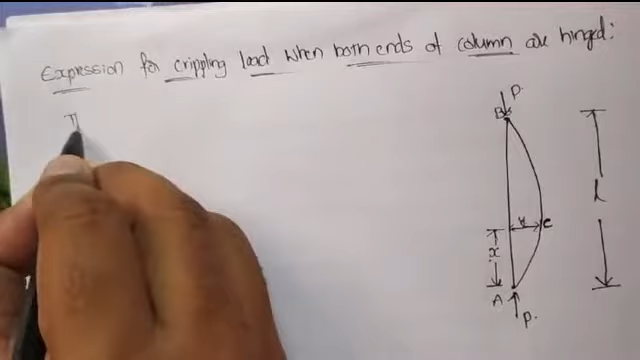 Expression for crippling load when both ends of column are hinged:
T
P.
B
l
y
C
x
A
P.